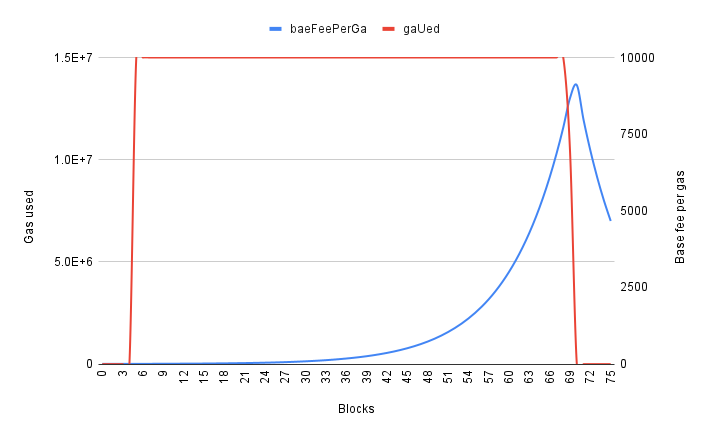 baeFeePerGa gaUed
1.5E+7
1.0E+7
5.0E+6
0
Gas used
10000
7500
5000
2500
0
Base fee per gas
0 3 6 9 12 15 18 21 24 27 30 33 36 39 42 45 48 51 54 57 60 63 66 69 72 75
Blocks